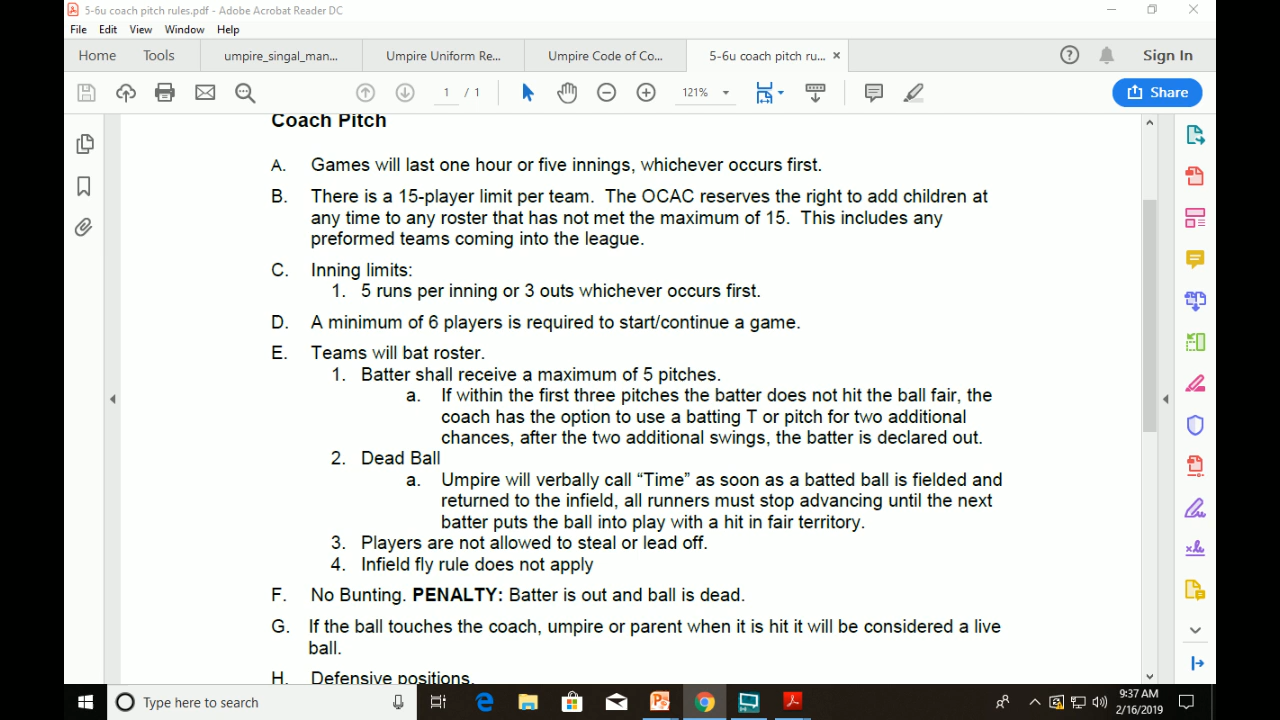 5-6u coach pitch rules.pdf - Adobe Acrobat Reader DC
File Edit View Window Help
Home Tools umpire_singal_man... Umpire Uniform Re... Umpire Code of Co... 5-6u coach pitch ru... × Sign In
1 / 1 121% Share
Coach Pitch
A. Games will last one hour or five innings, whichever occurs first.
B. There is a 15-player limit per team. The OCAC reserves the right to add children at
any time to any roster that has not met the maximum of 15. This includes any
preformed teams coming into the league.
C. Inning limits:
1. 5 runs per inning or 3 outs whichever occurs first.
D. A minimum of 6 players is required to start/continue a game.
E. Teams will bat roster.
1. Batter shall receive a maximum of 5 pitches.
a. If within the first three pitches the batter does not hit the ball fair, the
coach has the option to use a batting T or pitch for two additional
chances, after the two additional swings, the batter is declared out.
2. Dead Ball
a. Umpire will verbally call “Time” as soon as a batted ball is fielded and
returned to the infield, all runners must stop advancing until the next
batter puts the ball into play with a hit in fair territory.
3. Players are not allowed to steal or lead off.
4. Infield fly rule does not apply
F. No Bunting. PENALTY: Batter is out and ball is dead.
G. If the ball touches the coach, umpire or parent when it is hit it will be considered a live
ball.
H. Defensive positions.
Type here to search
9:37 AM
2/16/2019